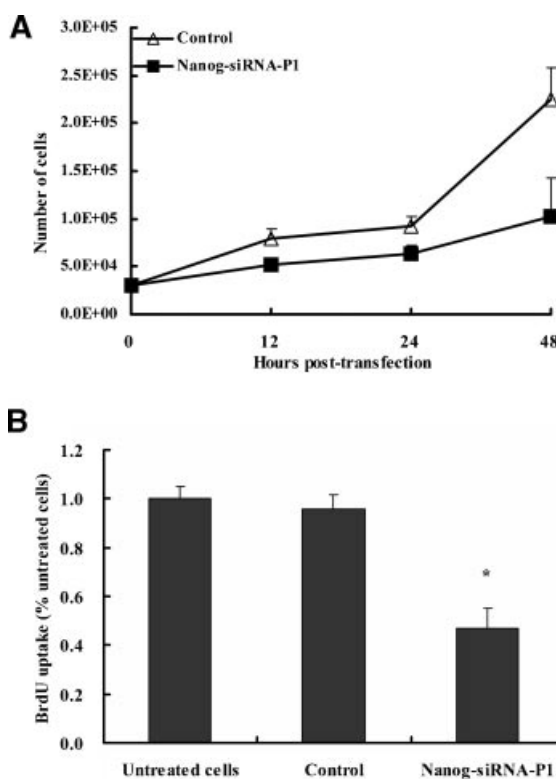 A
Control
Nanog-siRNA-P1
3.0E+05
2.5E+05
2.0E+05
1.5E+05
1.0E+05
5.0E+04
0.0E+00
Number of cells
0 12 24 48
Hours post-transfection
B
1.2
1.0
0.8
0.6
0.4
0.2
0.0
BrdU uptake (% untreated cells)
*
Untreated cells Control Nanog-siRNA-P1